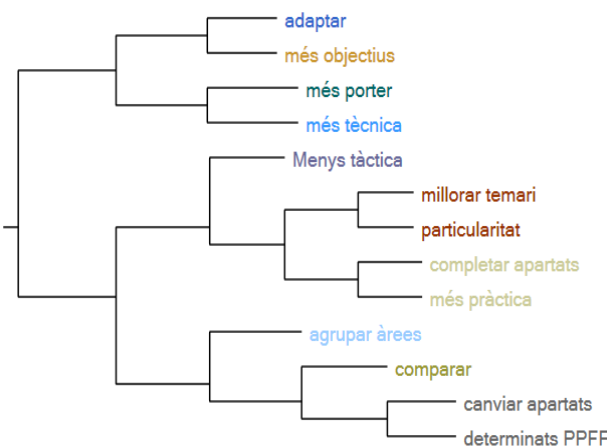 adaptar
més objectius
més porter
més tècnica
Menys tàctica
millorar temari
particularitat
completar apartats
més pràctica
agrupar àrees
comparar
canviar apartats
determinats PPFF